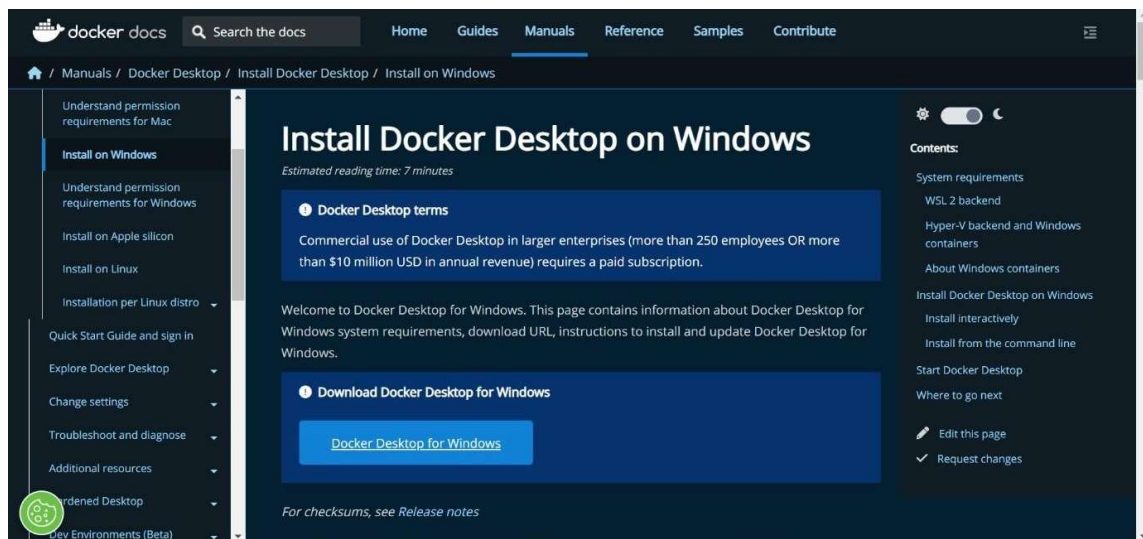 docker docs
Search the docs
Home
Guides
Manuals
Reference
Samples
Contribute
/ Manuals / Docker Desktop / Install Docker Desktop / Install on Windows
Understand permission
requirements for Mac
Install on Windows
Understand permission
requirements for Windows
Install on Apple silicon
Install on Linux
Installation per Linux distro
Quick Start Guide and sign in
Explore Docker Desktop
Change settings
Troubleshoot and diagnose
Additional resources
Desktop
Dev Environments (Beta)
Install Docker Desktop on Windows
Estimated reading time: 7 minutes
Docker Desktop terms
Commercial use of Docker Desktop in larger enterprises (more than 250 employees OR more
than $10 million USD in annual revenue) requires a paid subscription.
Welcome to Docker Desktop for Windows. This page contains information about Docker Desktop for
Windows system requirements, download URL, instructions to install and update Docker Desktop for
Windows.
Download Docker Desktop for Windows
Docker Desktop for Windows
For checksums, see Release notes
Contents:
System requirements
WSL 2 backend
Hyper-V backend and Windows
containers
About Windows containers
Install Docker Desktop on Windows
Install interactively
Install from the command line
Start Docker Desktop
Where to go next
Edit this page
Request changes